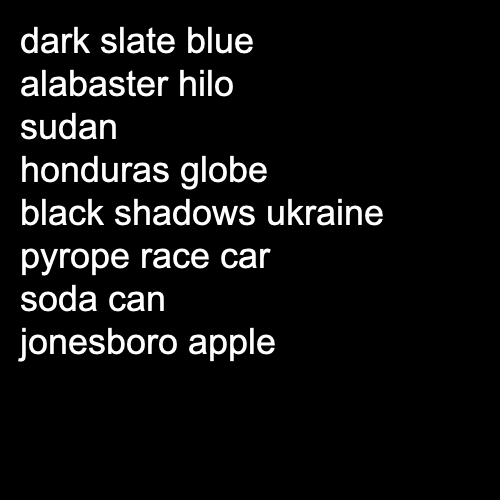 dark slate blue
alabaster hilo
sudan
honduras globe
black shadows ukraine
pyrope race car
soda can
jonesboro apple